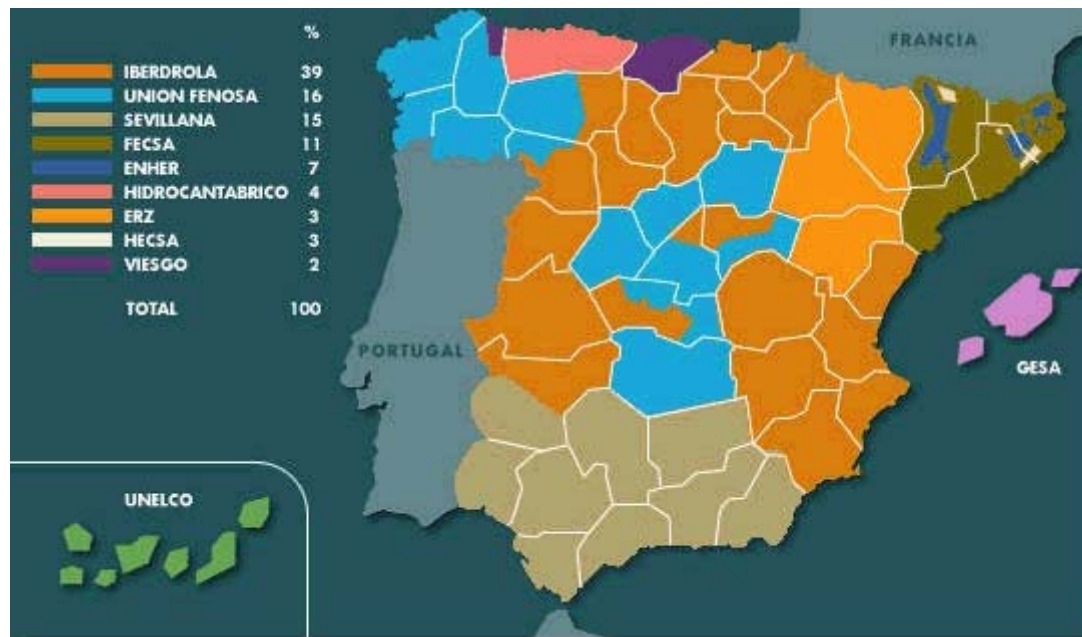 %
IBERDROLA 39
UNION FENOSA 16
SEVILLANA 15
FECSA 11
ENHER 7
HIDROCANTABRICO 4
ERZ 3
HECSA 3
VIESGO 2
TOTAL 100
FRANCIA
PORTUGAL
GESA
UNELCO